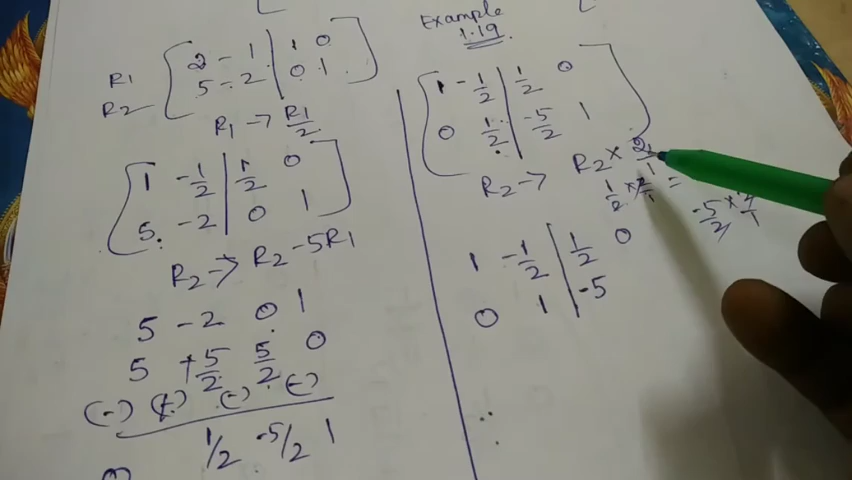 R1 2 -1 | 1 0
R2 5 -2 | 0 1
R1 → R1/2
1 -1/2 | 1/2 0
5 -2 | 0 1
R2 → R2 - 5R1
5 -2 0 1
5 +5/2 5/2 0
(-) (+) (-) (-)
1/2 -5/2 1
0
Example
1.19
1 -1/2 | 1/2 0
0 1/2 | -5/2 1
R2 → R2 × 2/1
1/2 × 2/1 =
-5/2 × 2/1
1 -1/2 | 1/2 0
0 1 | -5